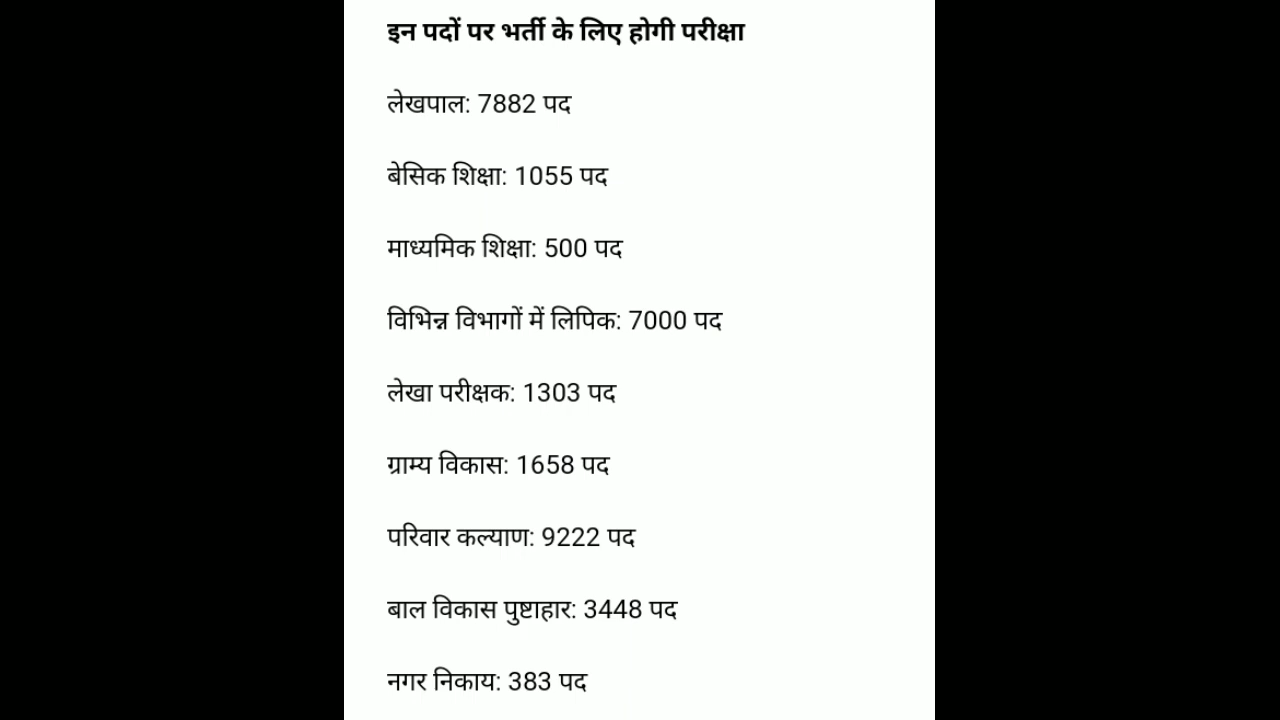 इन पदों पर भर्ती के लिए होगी परीक्षा
लेखपाल: 7882 पद
बेसिक शिक्षा: 1055 पद
माध्यमिक शिक्षा: 500 पद
विभिन्न विभागों में लिपिक: 7000 पद
लेखा परीक्षक: 1303 पद
ग्राम्य विकास: 1658 पद
परिवार कल्याण: 9222 पद
बाल विकास पुष्टाहार: 3448 पद
नगर निकाय: 383 पद